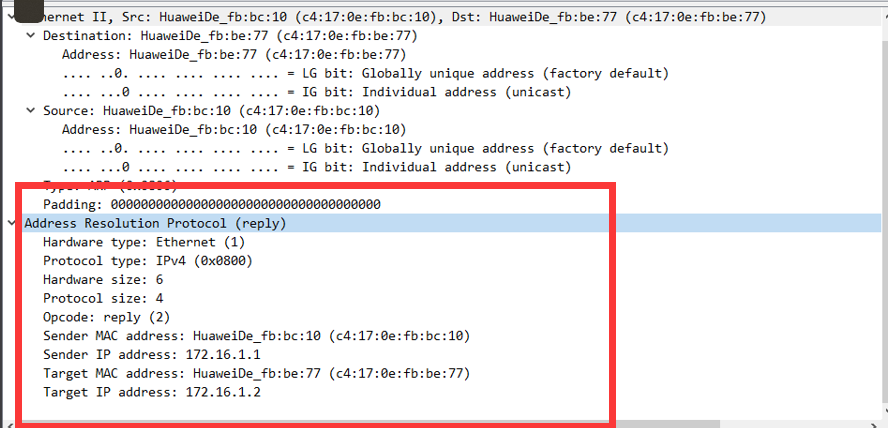 hernet II, Src: HuaweiDe_fb:bc:10 (c4:17:0e:fb:bc:10), Dst: HuaweiDe_fb:be:77 (c4:17:0e:fb:be:77)
Destination: HuaweiDe_fb:be:77 (c4:17:0e:fb:be:77)
Address: HuaweiDe_fb:be:77 (c4:17:0e:fb:be:77)
.... ..0. .... .... .... .... = LG bit: Globally unique address (factory default)
.... ...0 .... .... .... .... = IG bit: Individual address (unicast)
Source: HuaweiDe_fb:bc:10 (c4:17:0e:fb:bc:10)
Address: HuaweiDe_fb:bc:10 (c4:17:0e:fb:bc:10)
.... ..0. .... .... .... .... = LG bit: Globally unique address (factory default)
.... ...0 .... .... .... .... = IG bit: Individual address (unicast)
Type: ARP (0x0806)
Padding: 000000000000000000000000000000000000
Address Resolution Protocol (reply)
Hardware type: Ethernet (1)
Protocol type: IPv4 (0x0800)
Hardware size: 6
Protocol size: 4
Opcode: reply (2)
Sender MAC address: HuaweiDe_fb:bc:10 (c4:17:0e:fb:bc:10)
Sender IP address: 172.16.1.1
Target MAC address: HuaweiDe_fb:be:77 (c4:17:0e:fb:be:77)
Target IP address: 172.16.1.2